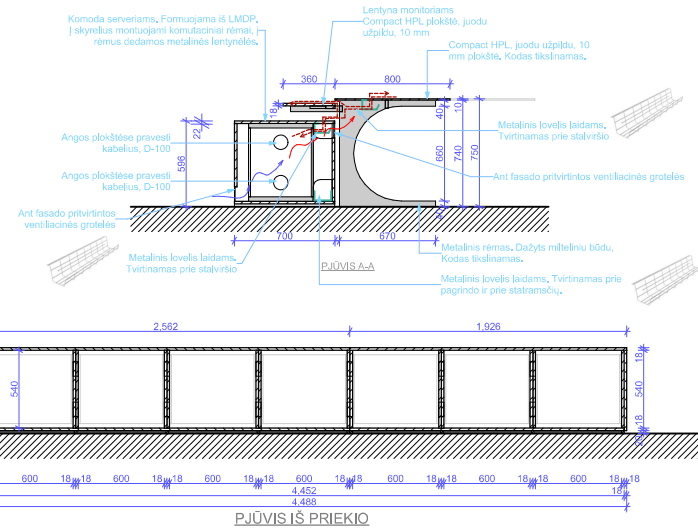 Komoda serveriams. Formuojama iš LMDP.
Į skyrelius montuojami komutaciniai rėmai, į
rėmus dedamos metalinės lentynėlės.
Lentyna monitoriams
Compact HPL plokštė, juodu
užpildu, 10 mm
Compact HPL, juodu užpildu, 10
mm plokštė. Kodas tikslinamas.
360
800
18
22
596
40
10
660
740
750
40
Angos plokštėse pravesti
kabelius, D-100
Angos plokštėse pravesti
kabelius, D-100
Metalinis lovelis laidams.
Tvirtinamas prie stalviršio
Ant fasado pritvirtintos
ventiliacinės grotelės
Ant fasado pritvirtintos
ventiliacinės grotelės
700
670
Metalinis lovelis laidams.
Tvirtinamas prie stalviršio
PJŪVIS A-A
Metalinis rėmas. Dažyts milteliniu būdu,
Kodas tikslinamas.
Metalinis lovelis laidams. Tvirtinamas prie
pagrindo ir prie statramsčių.
2,562
1,926
540
18
540
18
600
18
18
600
18
18
600
18
18
600
18
18
600
18
18
600
18
18
600
18
18
4,452
18
4,488
PJŪVIS IŠ PRIEKIO